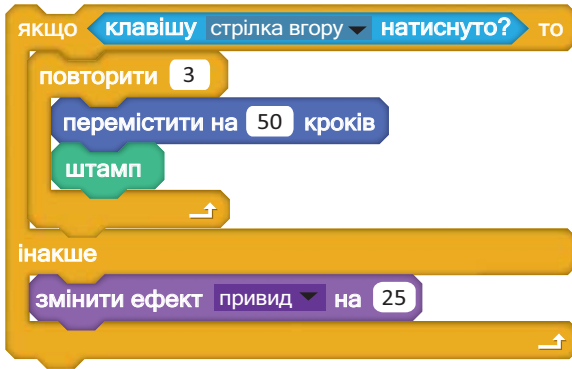 якщо клавішу стрілка вгору натиснуто? то
повторити 3
перемістити на 50 кроків
штамп
інакше
змінити ефект привид на 25